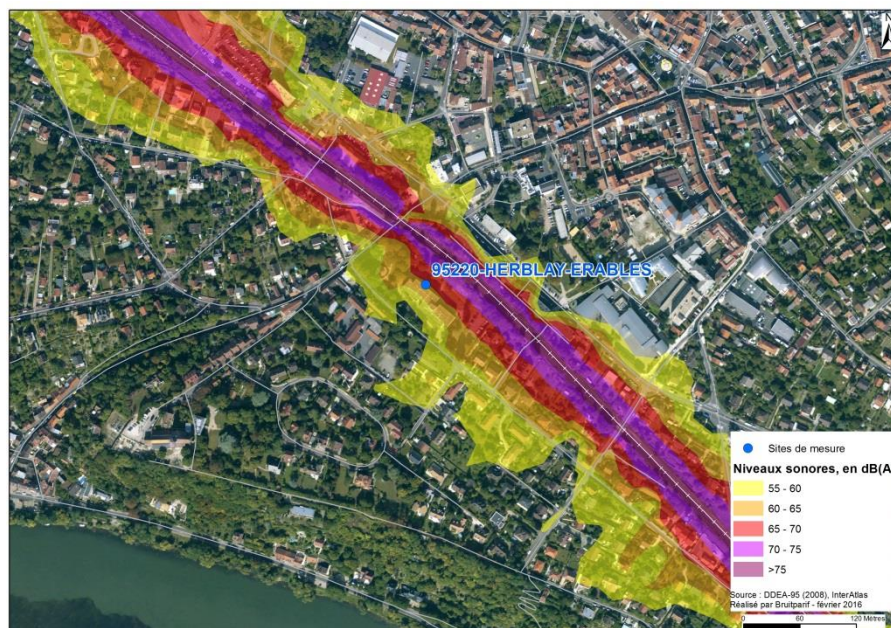 95220-HERBLAY-ERABLES
Sites de mesure
Niveaux sonores, en dB(A
55 - 60
60 - 65
65 - 70
70 - 75
>75
Source : DDEA-95 (2008), InterAtlas
Réalisé par Bruitparif - février 2016
0 60 120 Mètres